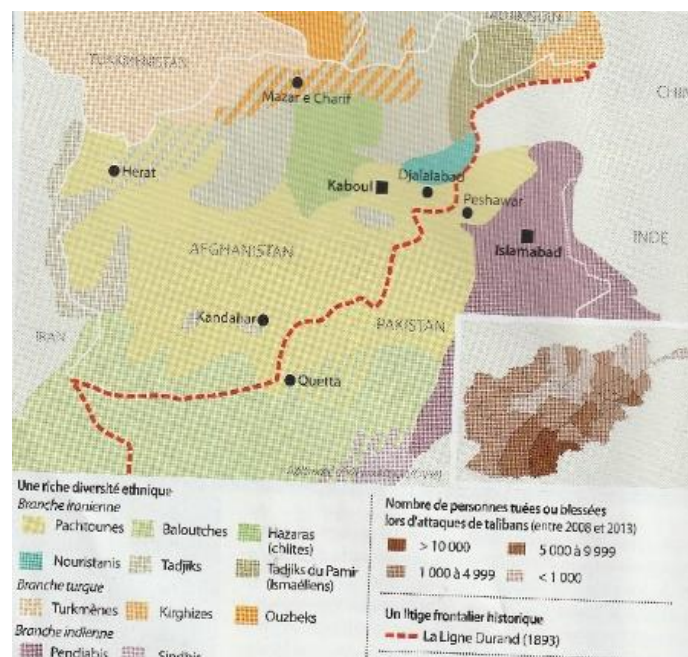 TADJIKISTAN
TURKMENISTAN
Mazar e Charif
CHIN
Herat
Kaboul
Djalalabad
Peshawar
INDE
AFGHANISTAN
Islamabad
Kandahar
PAKISTAN
IRAN
Quetta
Une riche diversité ethnique
Branche iranienne
Pachtounes
Baloutches
Hazaras
(chiites)
Nouristanis
Tadjiks
Tadjiks du Pamir
(Ismaéliens)
Branche turque
Turkmènes
Kirghizes
Ouzbeks
Branche indienne
Pendjabis
Sindhis
Nombre de personnes tuées ou blessées
lors d'attaques de talibans (entre 2008 et 2013)
> 10 000
5 000 à 9 999
1 000 à 4 999
< 1 000
Un litige frontalier historique
La Ligne Durand (1893)